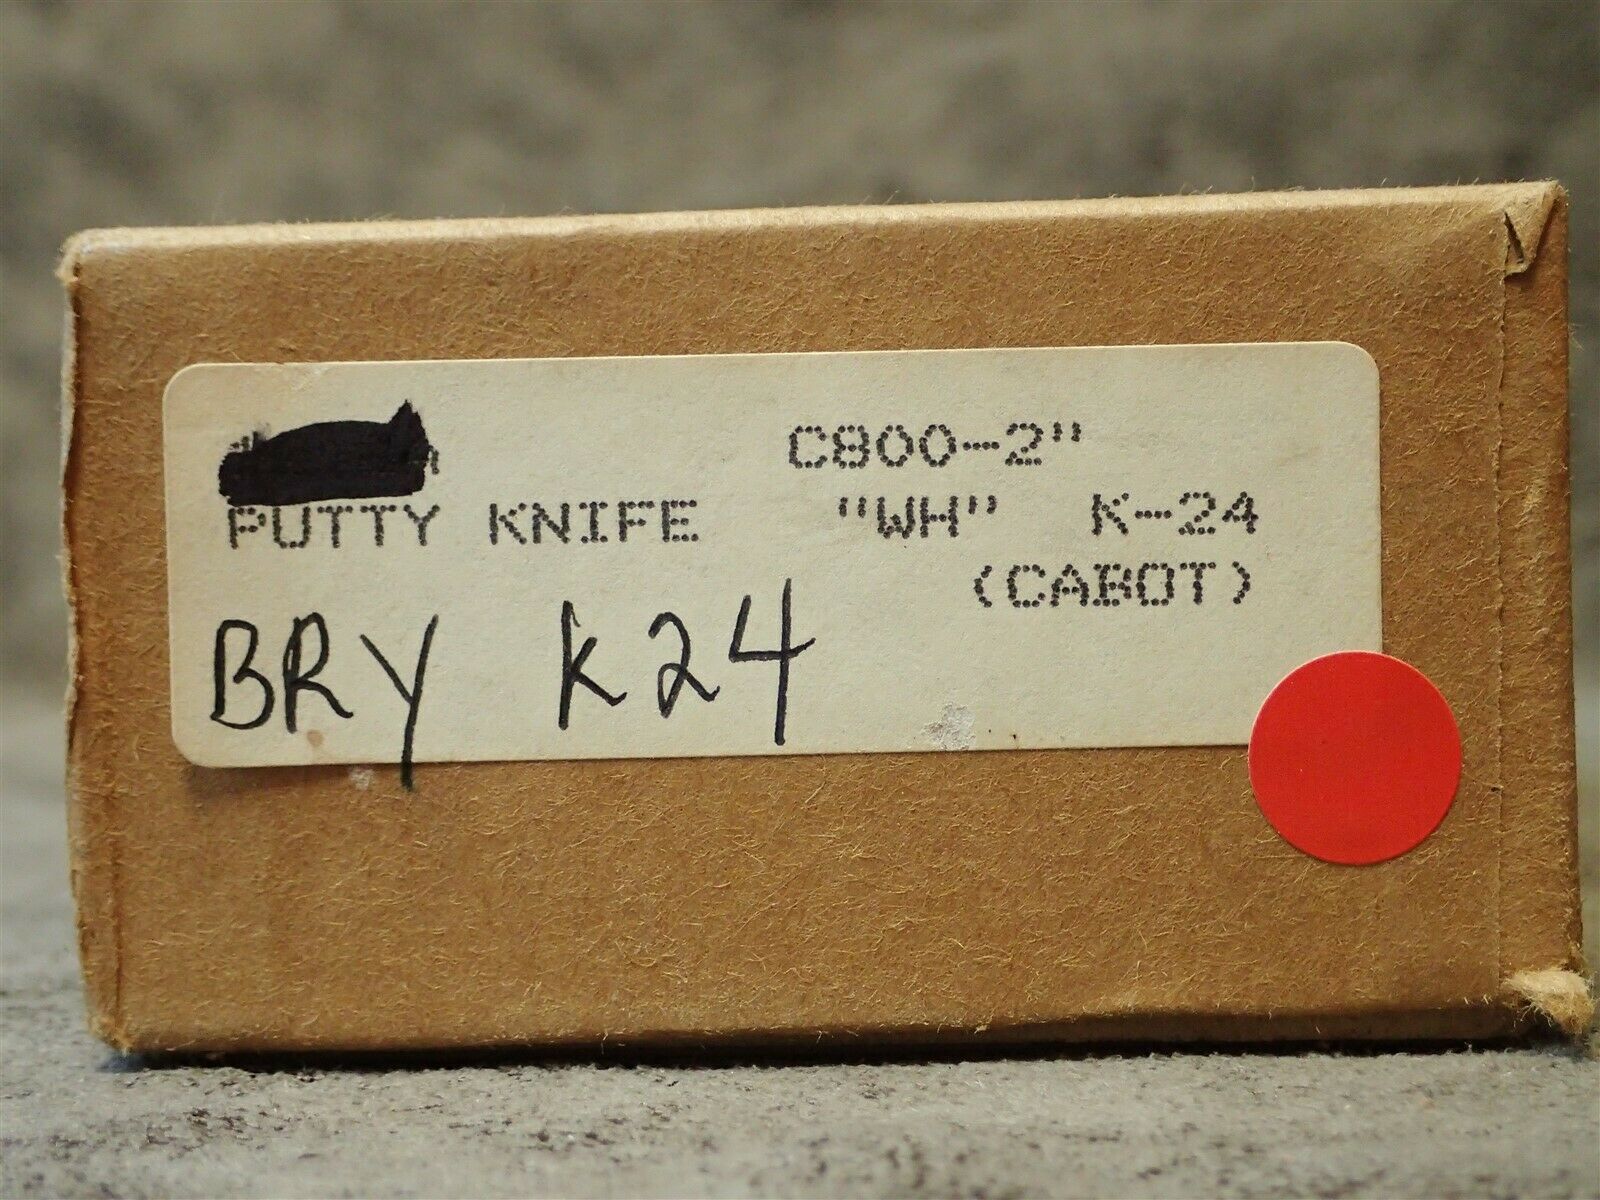 C800-2"
PUTTY KNIFE "WH" K-24
(CABOT)
BRY K24